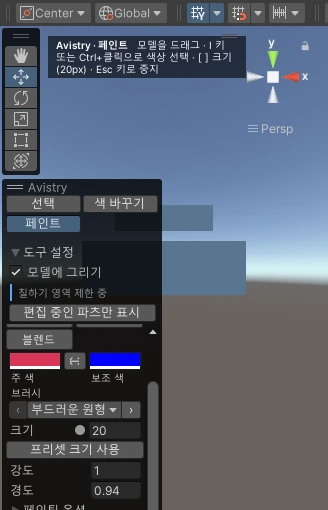 Center Global
Avistry · 페인트 모델을 드래그 · I 키
또는 Ctrl+클릭으로 색상 선택 · [ ] 크기
(20px) · Esc 키로 중지
y
x
Persp
Avistry
선택 색 바꾸기
페인트
도구 설정
모델에 그리기
칠하기 영역 제한 중
편집 중인 파츠만 표시
블렌드
주 색 보조 색
브러시
부드러운 원형
크기 20
프리셋 크기 사용
강도 1
경도 0.94
페인팅 옵션